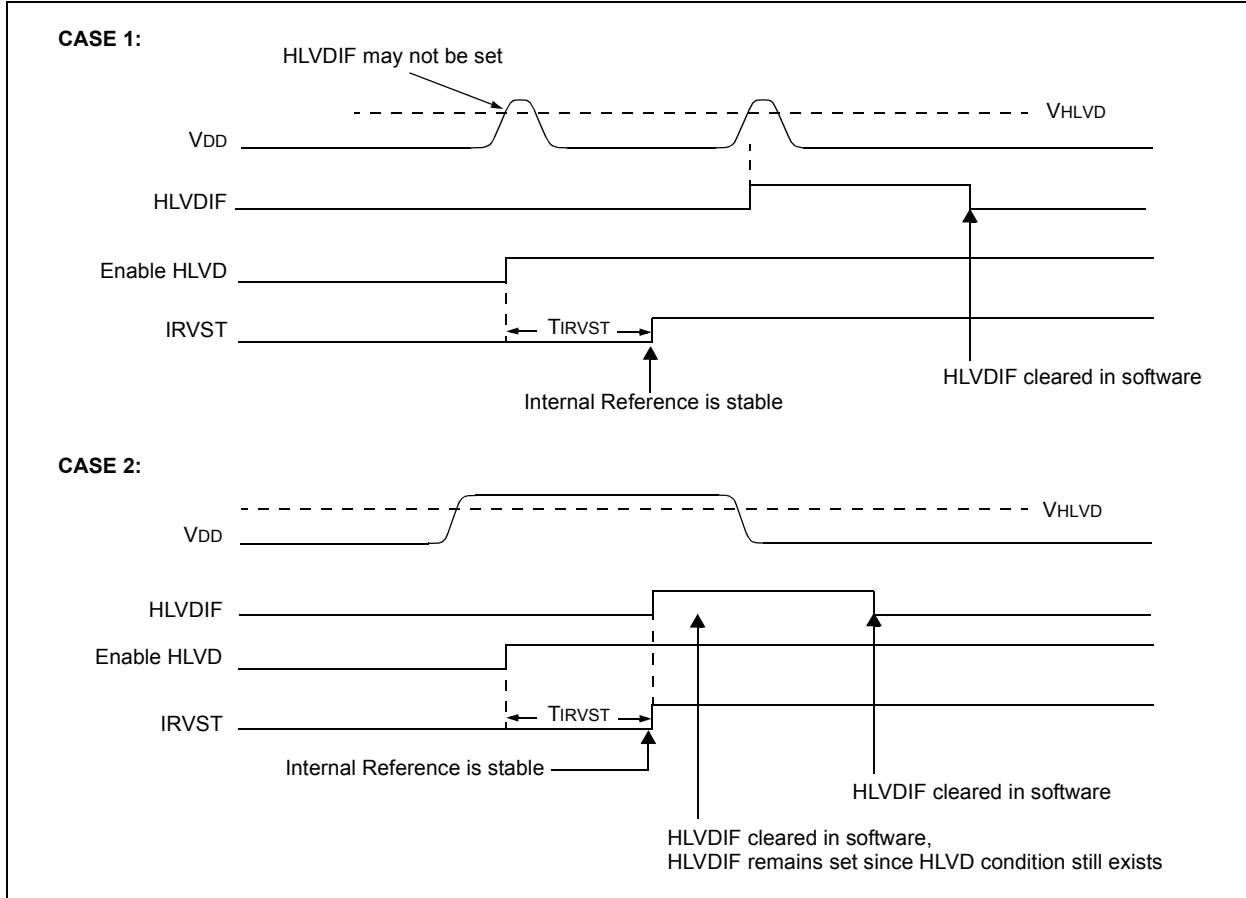 CASE 1:
HLVDIF may not be set
VHLVD
VDD
HLVDIF
Enable HLVD
IRVST
TIRVST
HLVDIF cleared in software
Internal Reference is stable
CASE 2:
VHLVD
VDD
HLVDIF
Enable HLVD
IRVST
TIRVST
Internal Reference is stable
HLVDIF cleared in software
HLVDIF cleared in software,
HLVDIF remains set since HLVD condition still exists